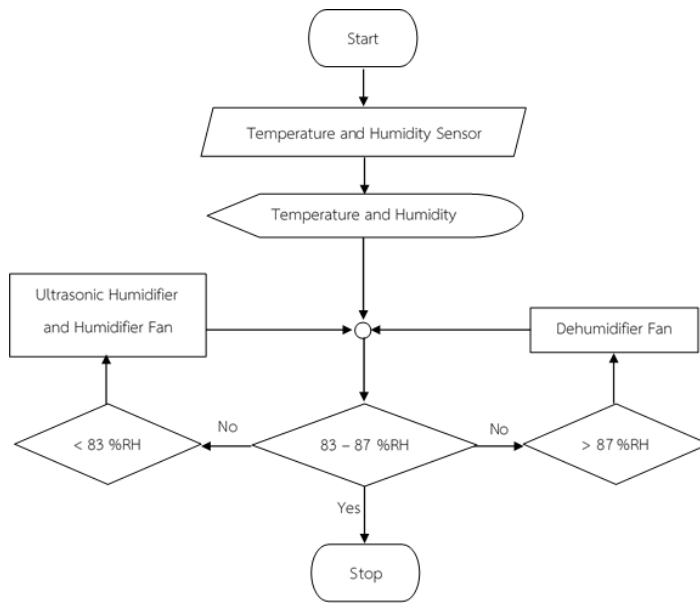 Start
Temperature and Humidity Sensor
Temperature and Humidity
Ultrasonic Humidifier
and Humidifier Fan
Dehumidifier Fan
< 83 %RH
No
83 – 87 %RH
No
> 87 %RH
Yes
Stop